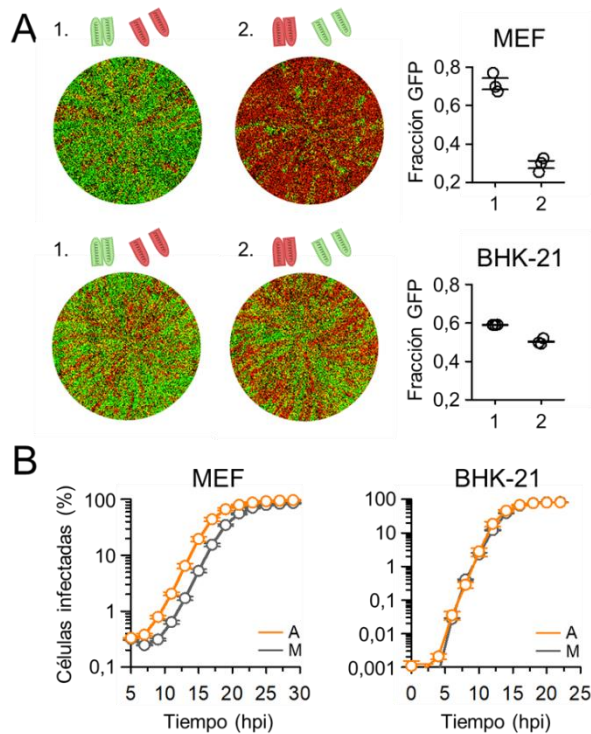 A
1.
2.
MEF
Fracción GFP
0,8
0,6
0,4
0,2
1 2
1.
2.
BHK-21
Fracción GFP
0,8
0,6
0,4
0,2
1 2
B
MEF
Células infectadas (%)
100
10
1
0,1
5 10 15 20 25 30
Tiempo (hpi)
A
M
BHK-21
100
10
1
0,1
0,01
0,001
0 5 10 15 20 25
Tiempo (hpi)
A
M